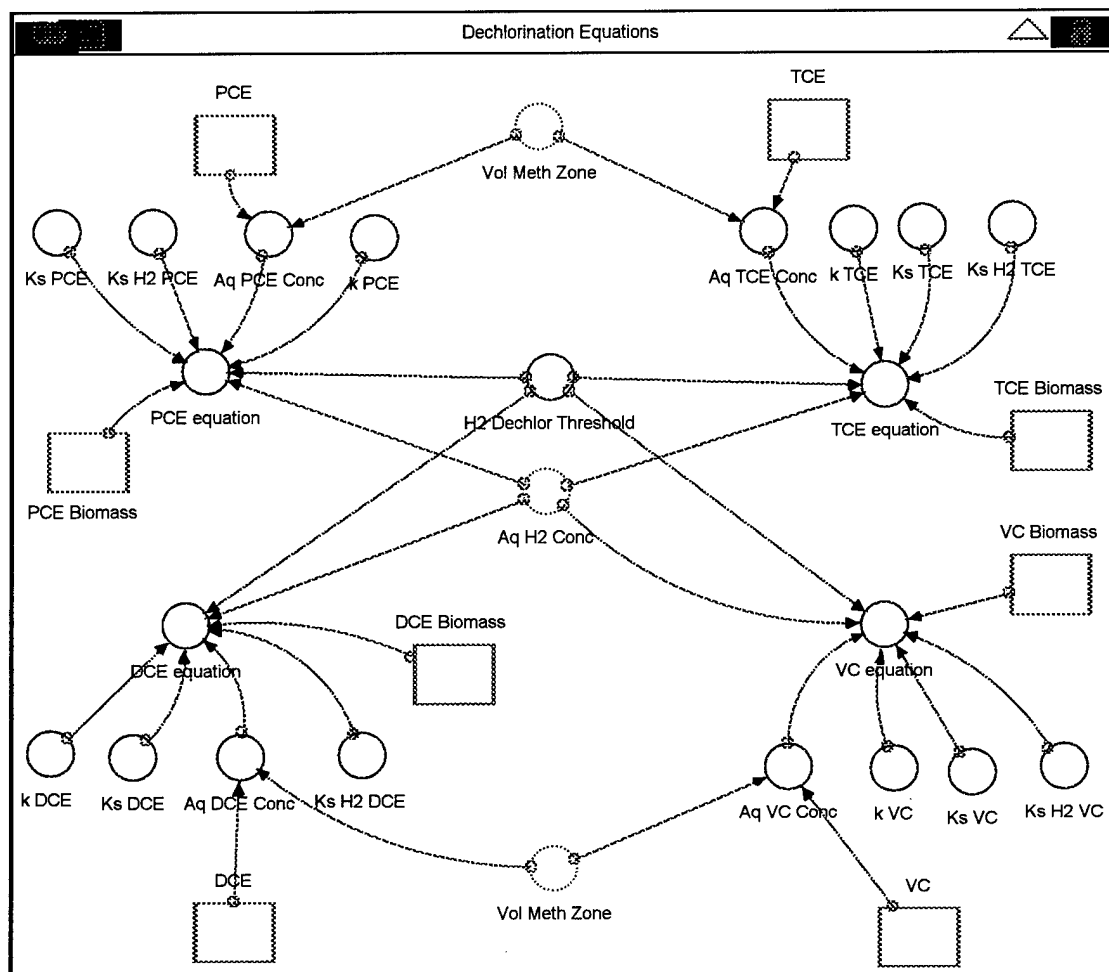 Dechlorination Equations
PCE
TCE
Vol Meth Zone
Ks PCE
Ks H2 PCE
Aq PCE Conc
k PCE
Aq TCE Conc
k TCE
Ks TCE
Ks H2 TCE
PCE equation
H2 Dechlor Threshold
TCE equation
TCE Biomass
PCE Biomass
Aq H2 Conc
VC Biomass
DCE Biomass
DCE equation
VC equation
k DCE
Ks DCE
Aq DCE Conc
Ks H2 DCE
Aq VC Conc
k VC
Ks VC
Ks H2 VC
DCE
Vol Meth Zone
VC